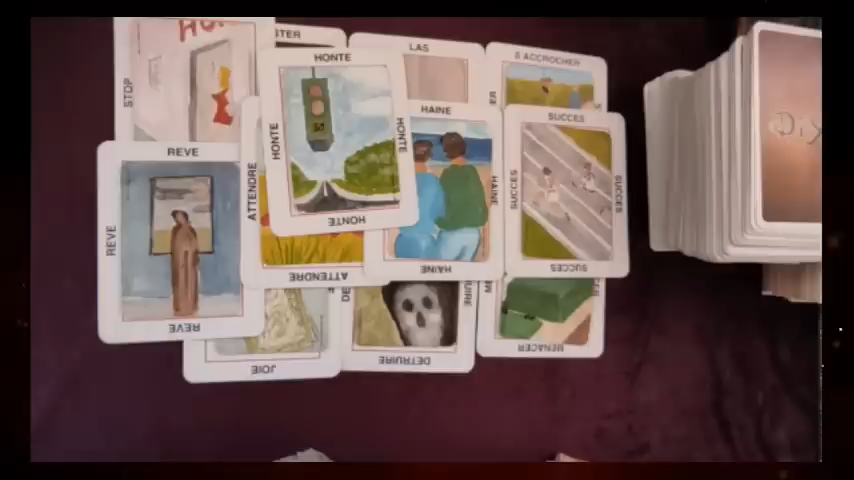 STOP
HONTE
HONTE
HONTE
HONTE
LAS
S ACCROCHER
HAINE
HAINE
HAINE
SUCCES
SUCCES
SUCCES
SUCCES
REVE
REVE
REVE
ATTENDRE
ATTENDRE
JOIE
DETRUIRE
MENACER